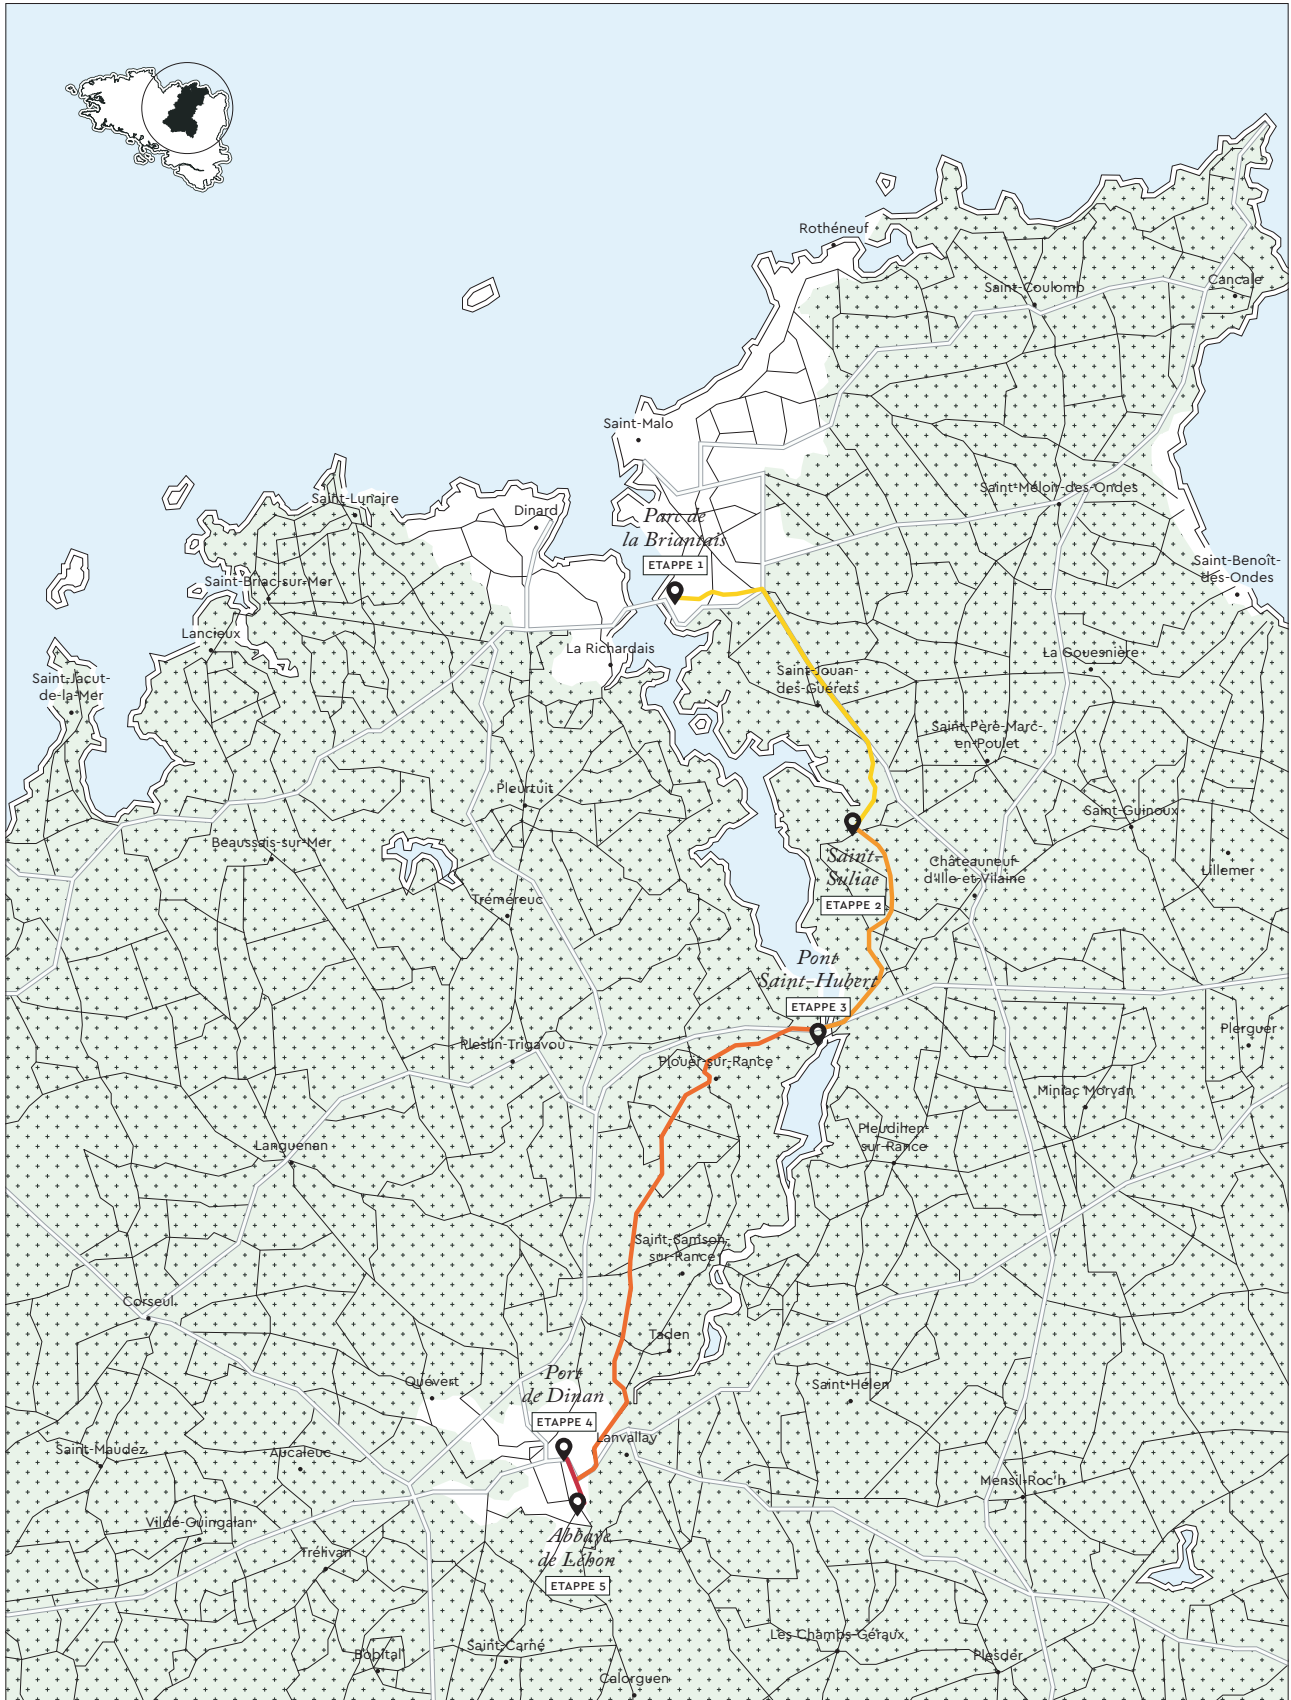 Rothéneuf
Saint-Coulomb
Cancale
Saint-Malo
Saint-Méloir-des-Ondes
Saint-Lunaire
Dinard
Parc de
la Briantais
ETAPPE 1
Saint-Benoît-
des-Ondes
Saint-Briac-sur-Mer
Lancieux
La Richardais
La Gouesnière
Saint-Jacut-
de-la-Mer
Saint-Jouan-
des-Guérets
Saint-Père-Marc-
en-Poulet
Pleurtuit
Saint-Guinoux
Beaussais-sur-Mer
Saint-
Suliac
ETAPPE 2
Châteauneuf-
d'Ille-et-Vilaine
Lillemer
Tréméreuc
Pont
Saint-Hubert
ETAPPE 3
Plerguer
Pleslin-Trigavou
Plouër-sur-Rance
Miniac Morvan
Pleudihen-
sur-Rance
Languenan
Saint-Samson-
sur-Rance
Corseul
Taden
Port
de Dinan
ETAPPE 4
Quévert
Saint-Hélen
Lanvallay
Saint-Maudez
Aucaleuc
Mensil-Roc'h
Vildé-Guingalan
Abbaye
de Léhon
ETAPPE 5
Trélivan
Les Champs-Géraux
Bobital
Saint-Carné
Plesder
Calorguen